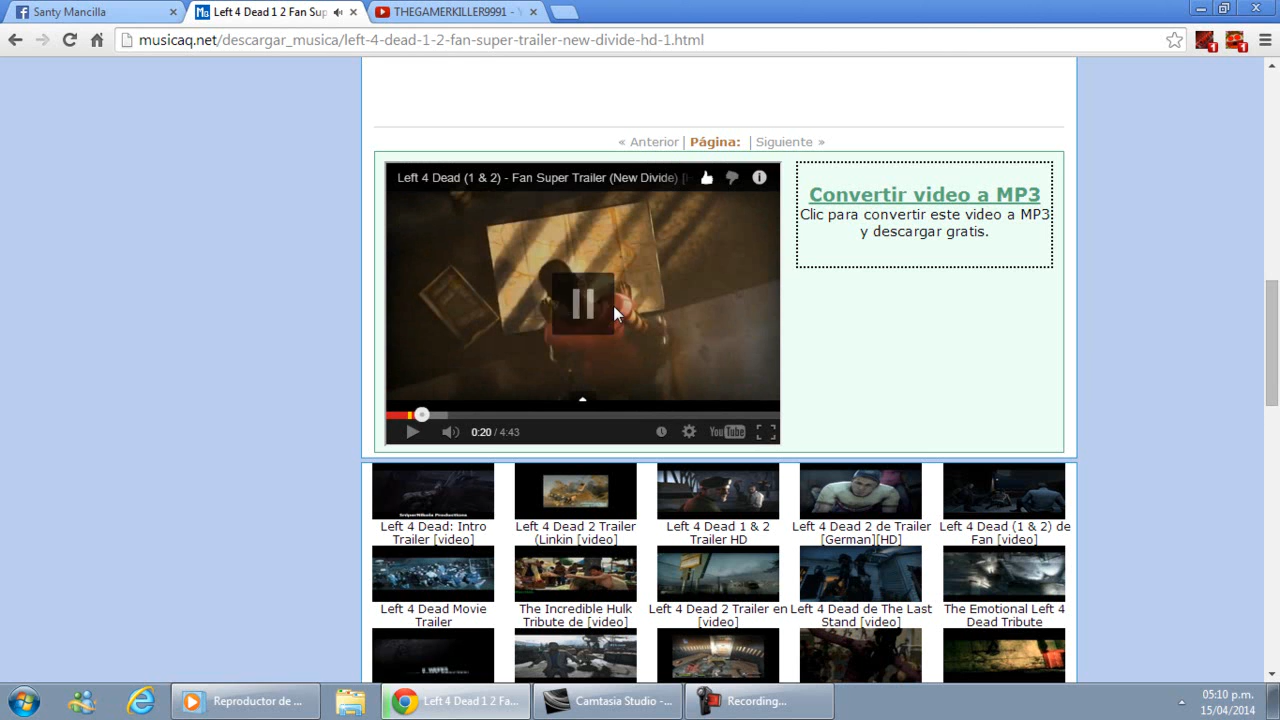 Santy Mancilla
Left 4 Dead 1 2 Fan Sup
THEGAMERKILLER9991 - Y
musicaq.net/descargar_musica/left-4-dead-1-2-fan-super-trailer-new-divide-hd-1.html
« Anterior | Página: | Siguiente »
Left 4 Dead (1 & 2) - Fan Super Trailer (New Divide) [
Convertir video a MP3
Clic para convertir este video a MP3
y descargar gratis.
0:20 / 4:43
YouTube
Left 4 Dead: Intro
Trailer [video]
Left 4 Dead 2 Trailer
(Linkin [video]
Left 4 Dead 1 & 2
Trailer HD
Left 4 Dead 2 de Trailer
[German][HD]
Left 4 Dead (1 & 2) de
Fan [video]
Left 4 Dead Movie
Trailer
The Incredible Hulk
Tribute de [video]
Left 4 Dead 2 Trailer en
[video]
Left 4 Dead de The Last
Stand [video]
The Emotional Left 4
Dead Tribute
Reproductor de ...
Left 4 Dead 1 2 Fa...
Camtasia Studio -...
Recording...
05:10 p.m.
15/04/2014